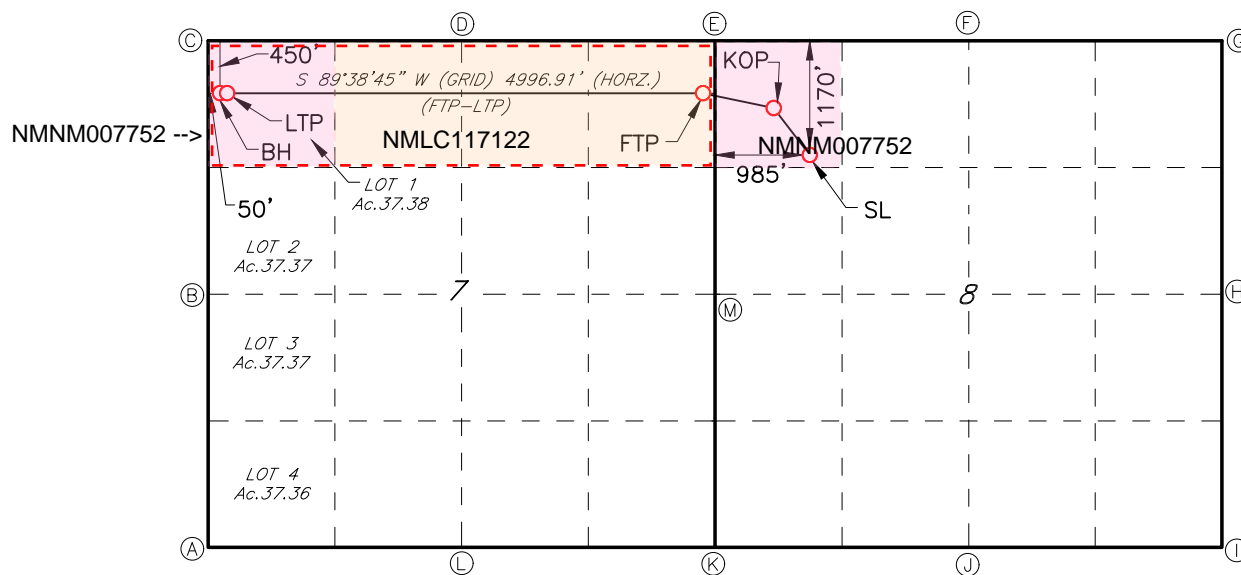 C
D
E
F
G
450'
KOP
S 89°38'45" W (GRID) 4996.91' (HORZ.)
(FTP-LTP)
1170'
NMNM007752 -->
LTP
BH
NMLC117122
FTP
NMNM007752
985'
LOT 1
Ac.37.38
50'
SL
LOT 2
Ac.37.37
B
7
M
8
H
LOT 3
Ac.37.37
LOT 4
Ac.37.36
A
L
K
J
I